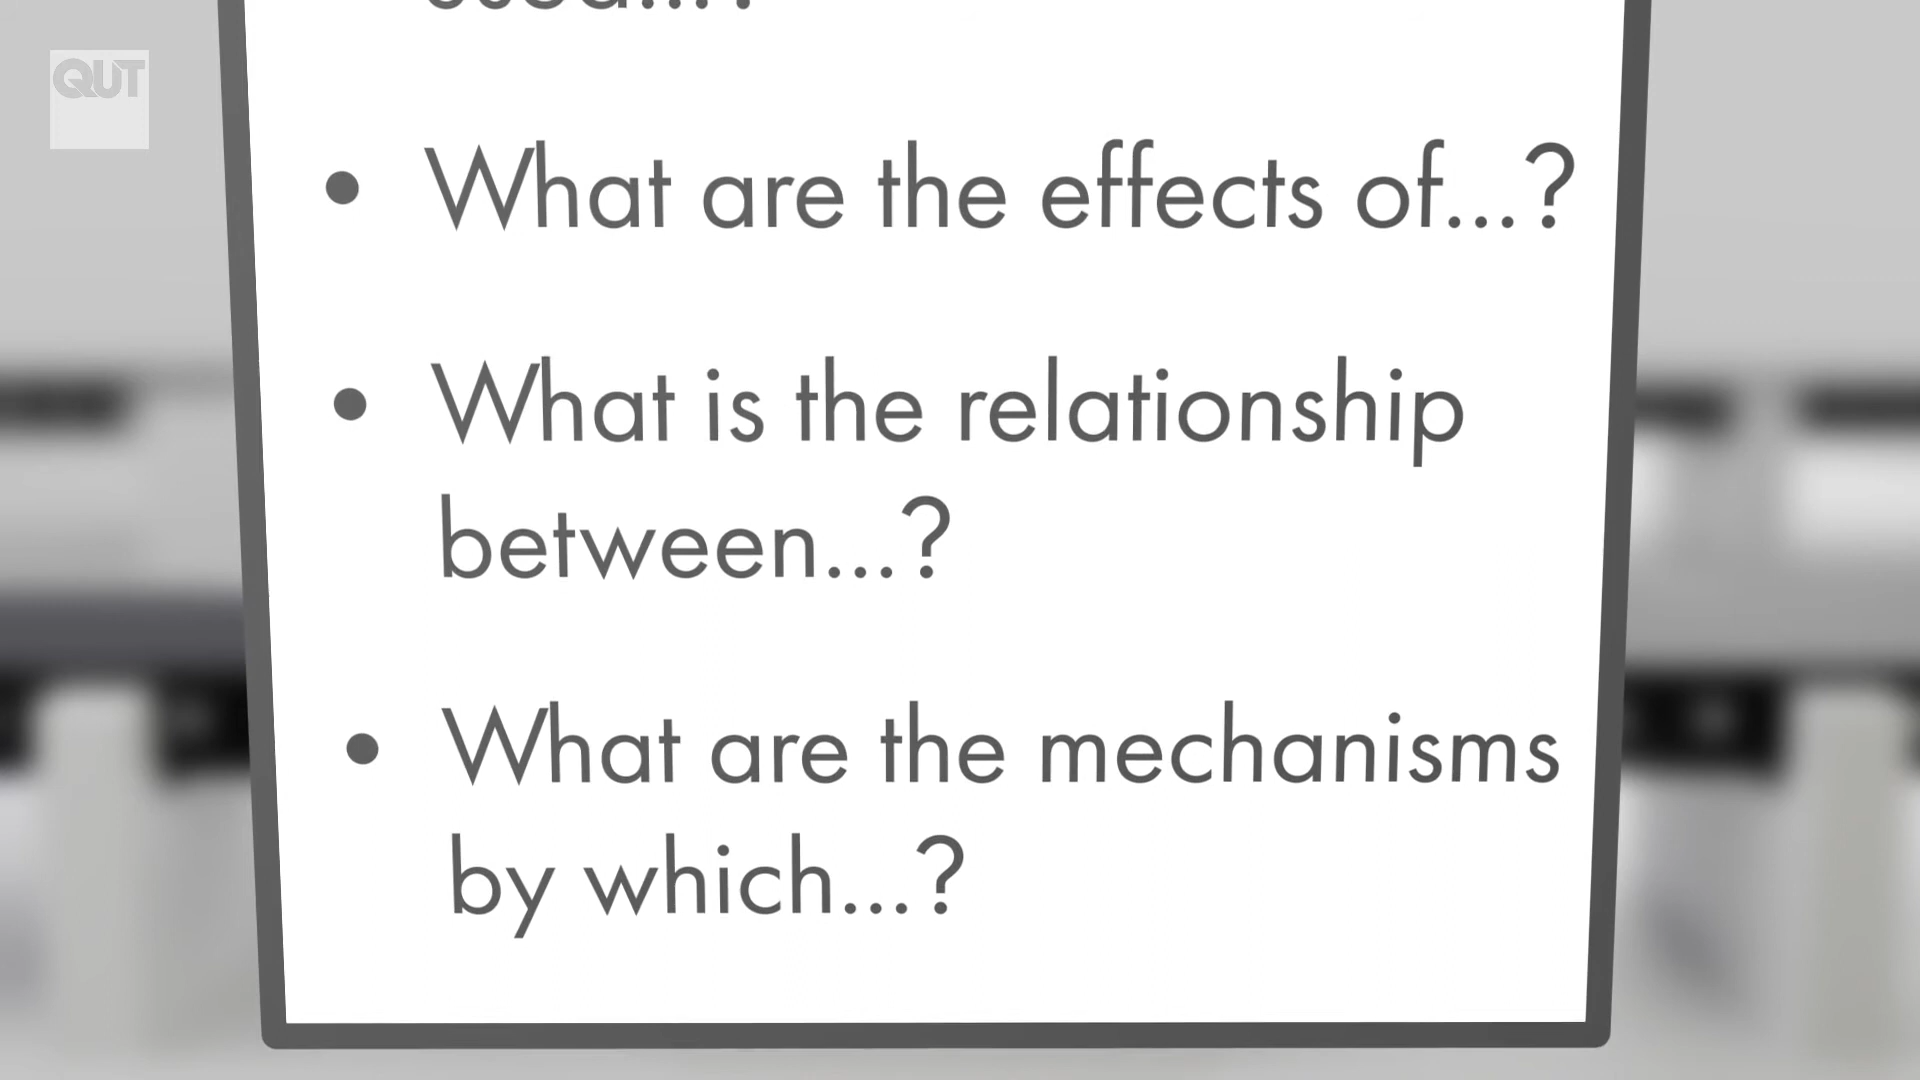 QUT
• What are the effects of...?
• What is the relationship
between...?
• What are the mechanisms
by which...?